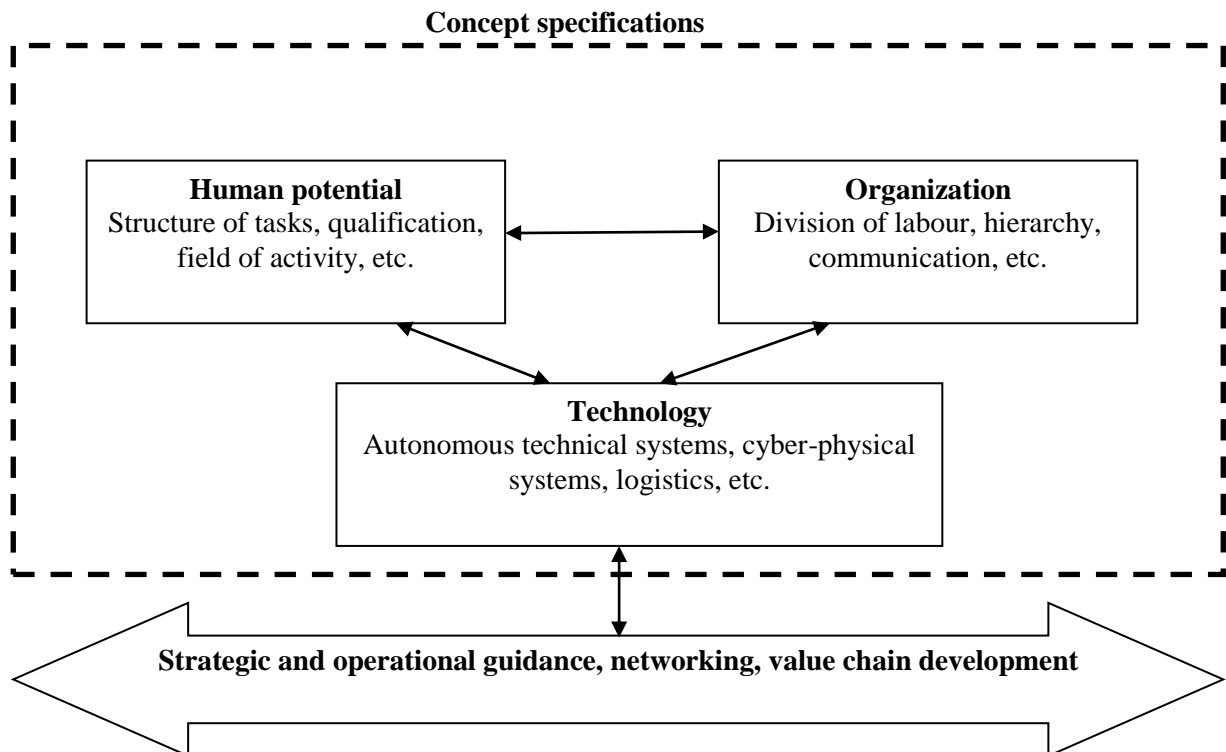 Concept specifications
Human potential
Structure of tasks, qualification,
field of activity, etc.
Organization
Division of labour, hierarchy,
communication, etc.
Technology
Autonomous technical systems, cyber-physical
systems, logistics, etc.
Strategic and operational guidance, networking, value chain development